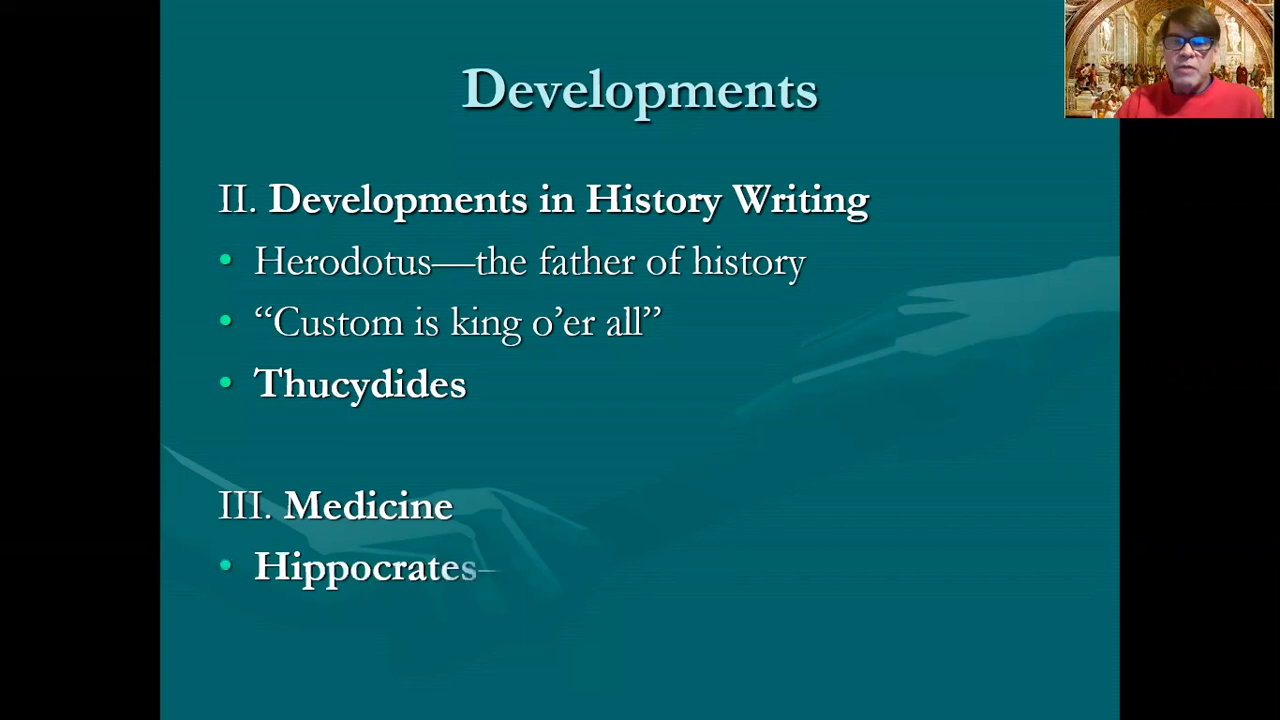 Developments
II. Developments in History Writing
• Herodotus—the father of history
• “Custom is king o’er all”
• Thucydides
III. Medicine
• Hippocrates–